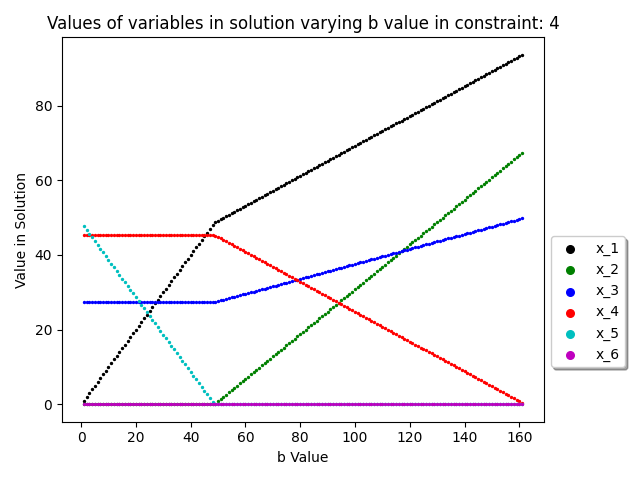 Values of variables in solution varying b value in constraint: 4
Value in Solution
80
60
40
20
0
0 20 40 60 80 100 120 140 160
b Value
x_1
x_2
x_3
x_4
x_5
x_6